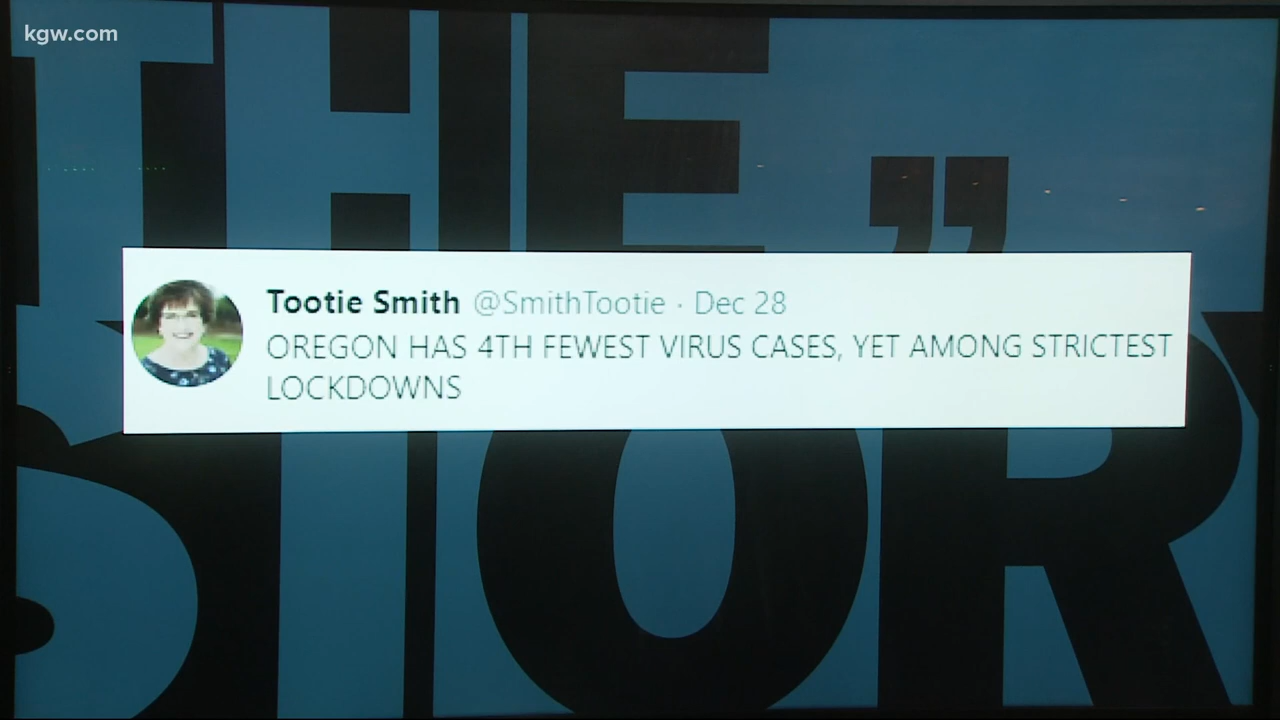 kgw.com
THE
STORY
”
Tootie Smith @SmithTootie · Dec 28
OREGON HAS 4TH FEWEST VIRUS CASES, YET AMONG STRICTEST
LOCKDOWNS